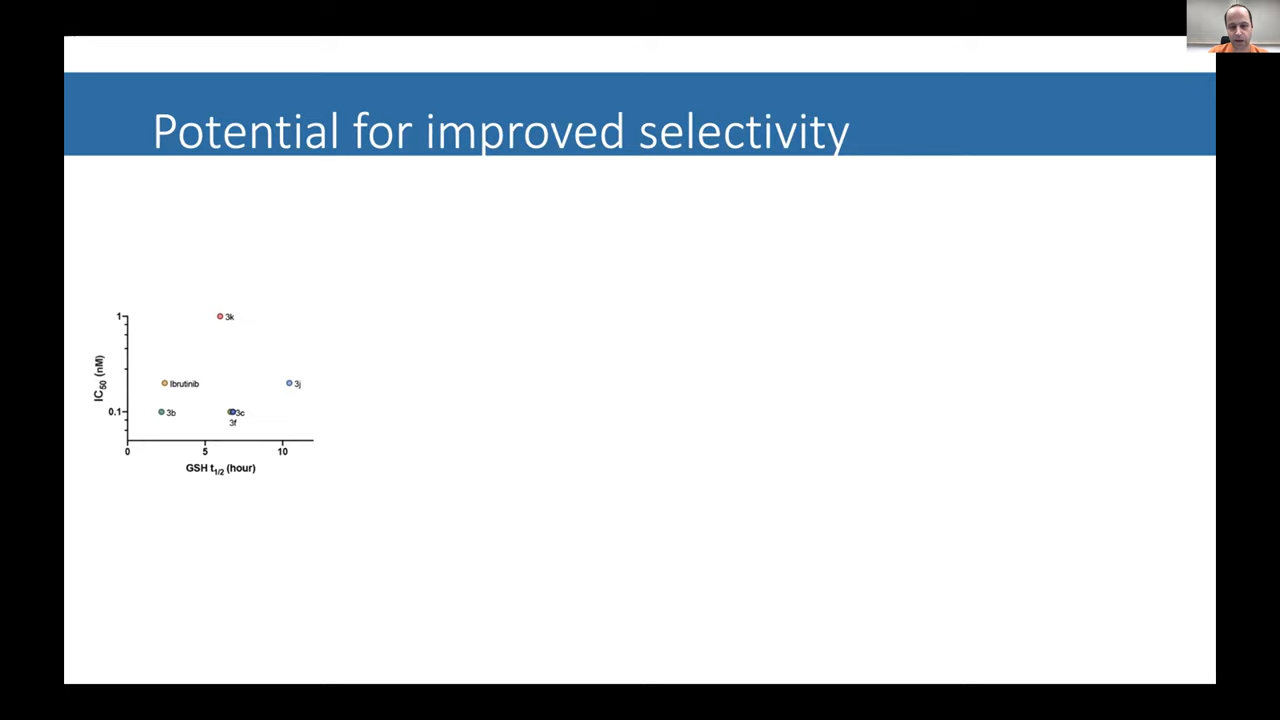 Potential for improved selectivity
1
3k
IC50 (nM)
Ibrutinib
3j
0.1
3b
3c
3f
0
5
10
GSH t1/2 (hour)